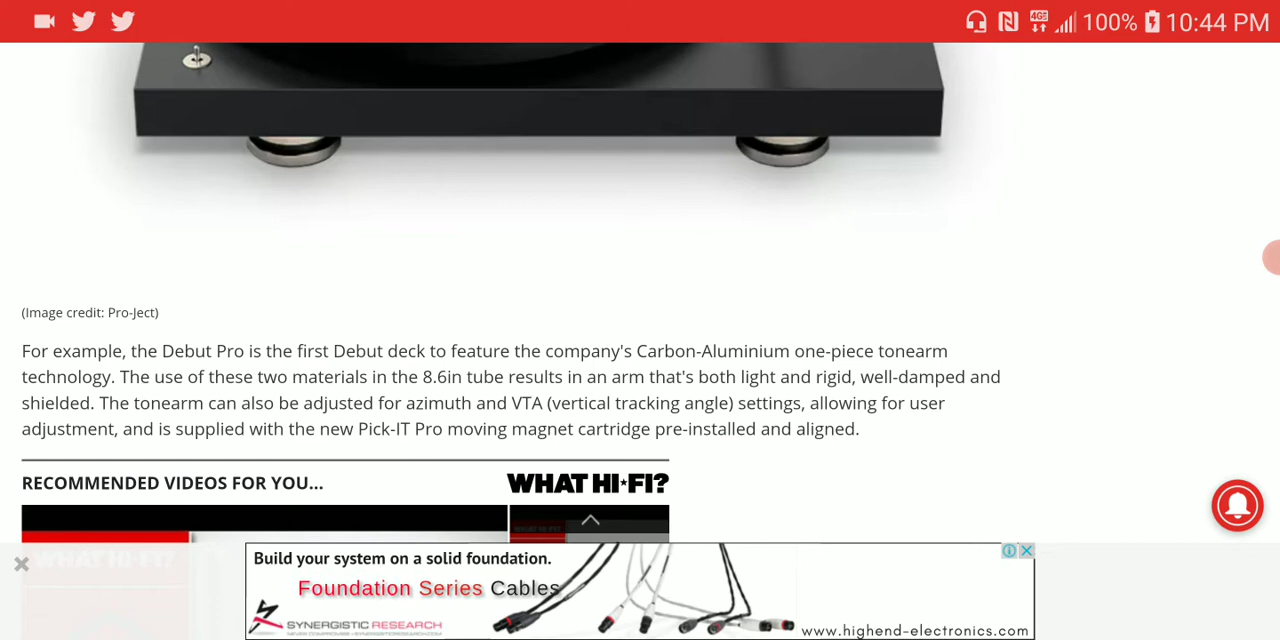 4GE 100% 10:44 PM
(Image credit: Pro-Ject)
For example, the Debut Pro is the first Debut deck to feature the company's Carbon-Aluminium one-piece tonearm
technology. The use of these two materials in the 8.6in tube results in an arm that's both light and rigid, well-damped and
shielded. The tonearm can also be adjusted for azimuth and VTA (vertical tracking angle) settings, allowing for user
adjustment, and is supplied with the new Pick-IT Pro moving magnet cartridge pre-installed and aligned.
RECOMMENDED VIDEOS FOR YOU... WHAT HI★FI?
WHAT HI★FI?
Build your system on a solid foundation.
Foundation Series Cables
SYNERGISTIC RESEARCH
www.highend-electronics.com